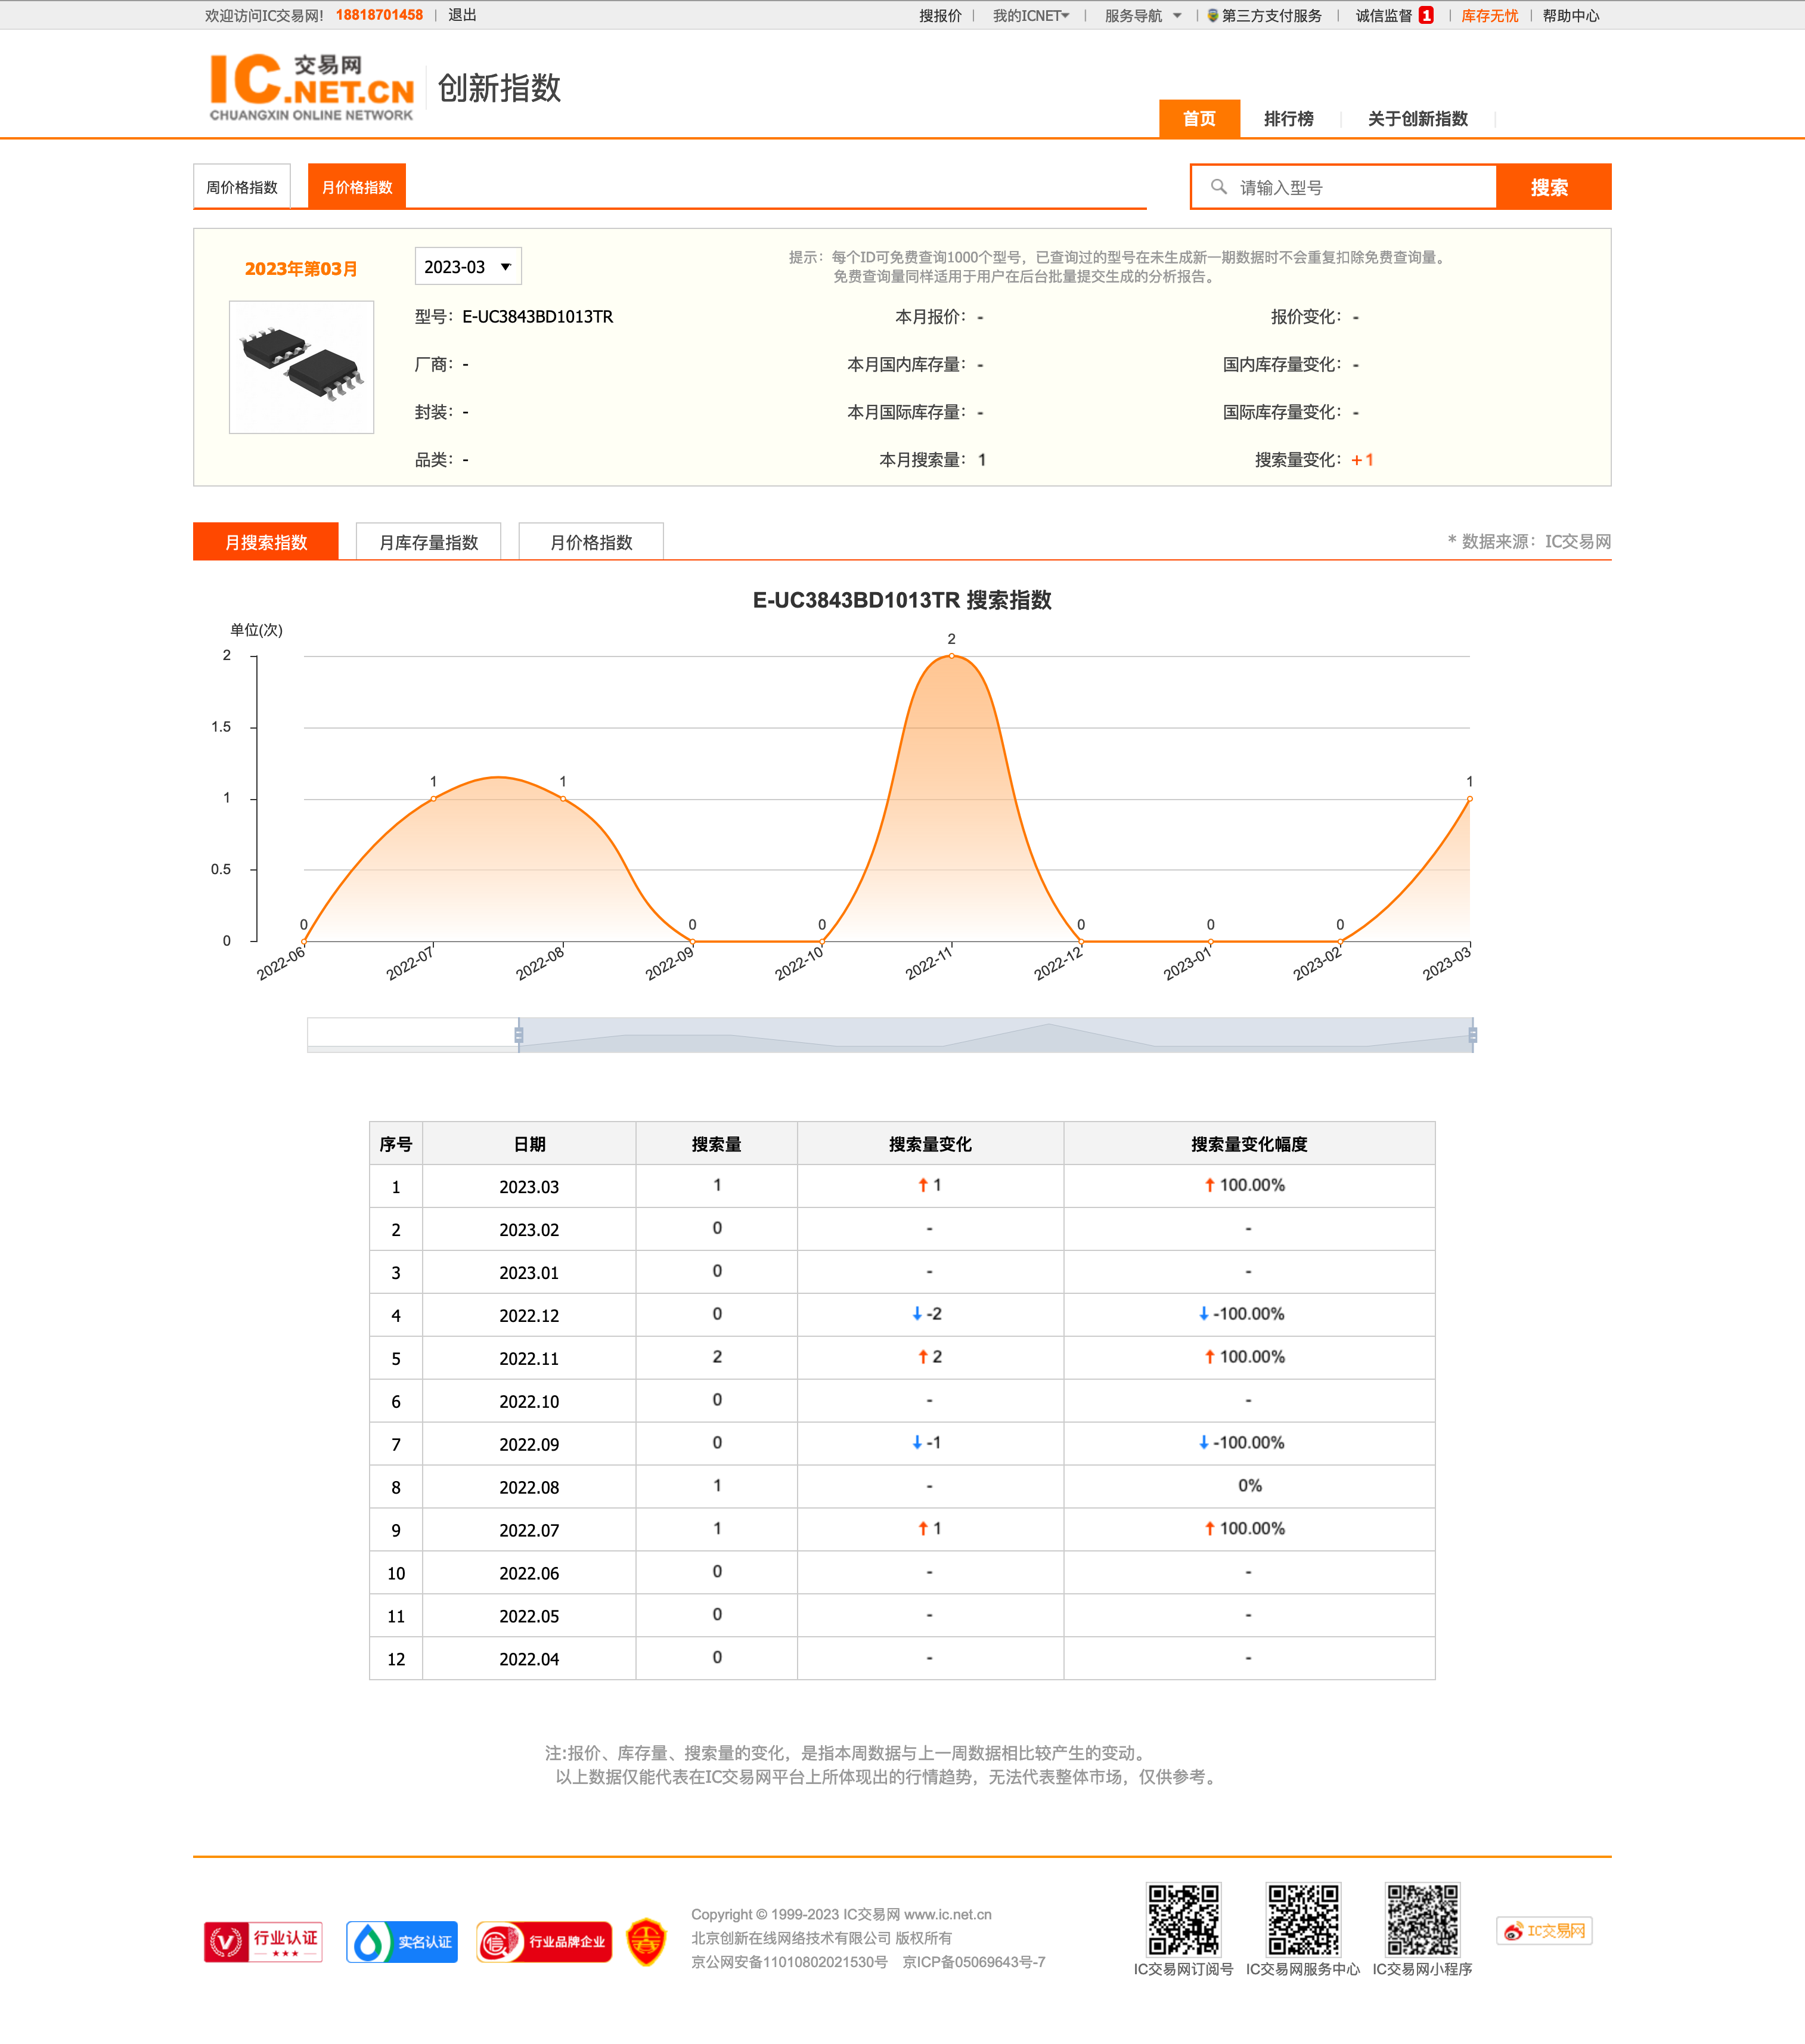 欢迎访问IC交易网! 18818701458 | 退出 搜报价 | 我的ICNET | 服务导航 | 第三方支付服务 | 诚信监督 1 | 库存无忧 | 帮助中心
IC交易网.NET.CN
CHUANGXIN ONLINE NETWORK
创新指数
首页 排行榜 关于创新指数
周价格指数 月价格指数 请输入型号 搜索
2023年第03月 2023-03
提示：每个ID可免费查询1000个型号，已查询过的型号在未生成新一期数据时不会重复扣除免费查询量。
免费查询量同样适用于用户在后台批量提交生成的分析报告。
型号：E-UC3843BD1013TR 本月报价：- 报价变化：-
厂商：- 本月国内库存量：- 国内库存量变化：-
封装：- 本月国际库存量：- 国际库存量变化：-
品类：- 本月搜索量：1 搜索量变化：+1
月搜索指数 月库存量指数 月价格指数 * 数据来源：IC交易网
E-UC3843BD1013TR 搜索指数
单位(次)
2
2
1.5
1
1 1 1
0.5
0
0 0 0 0 0 0
2022-06 2022-07 2022-08 2022-09 2022-10 2022-11 2022-12 2023-01 2023-02 2023-03
序号 日期 搜索量 搜索量变化 搜索量变化幅度
1 2023.03 1 ↑1 ↑100.00%
2 2023.02 0 - -
3 2023.01 0 - -
4 2022.12 0 ↓-2 ↓-100.00%
5 2022.11 2 ↑2 ↑100.00%
6 2022.10 0 - -
7 2022.09 0 ↓-1 ↓-100.00%
8 2022.08 1 - 0%
9 2022.07 1 ↑1 ↑100.00%
10 2022.06 0 - -
11 2022.05 0 - -
12 2022.04 0 - -
注:报价、库存量、搜索量的变化，是指本周数据与上一周数据相比较产生的变动。
以上数据仅能代表在IC交易网平台上所体现出的行情趋势，无法代表整体市场，仅供参考。
行业认证 实名认证 信 行业品牌企业
Copyright © 1999-2023 IC交易网 www.ic.net.cn
北京创新在线网络技术有限公司 版权所有
京公网安备11010802021530号 京ICP备05069643号-7
IC交易网订阅号 IC交易网服务中心 IC交易网小程序
IC交易网